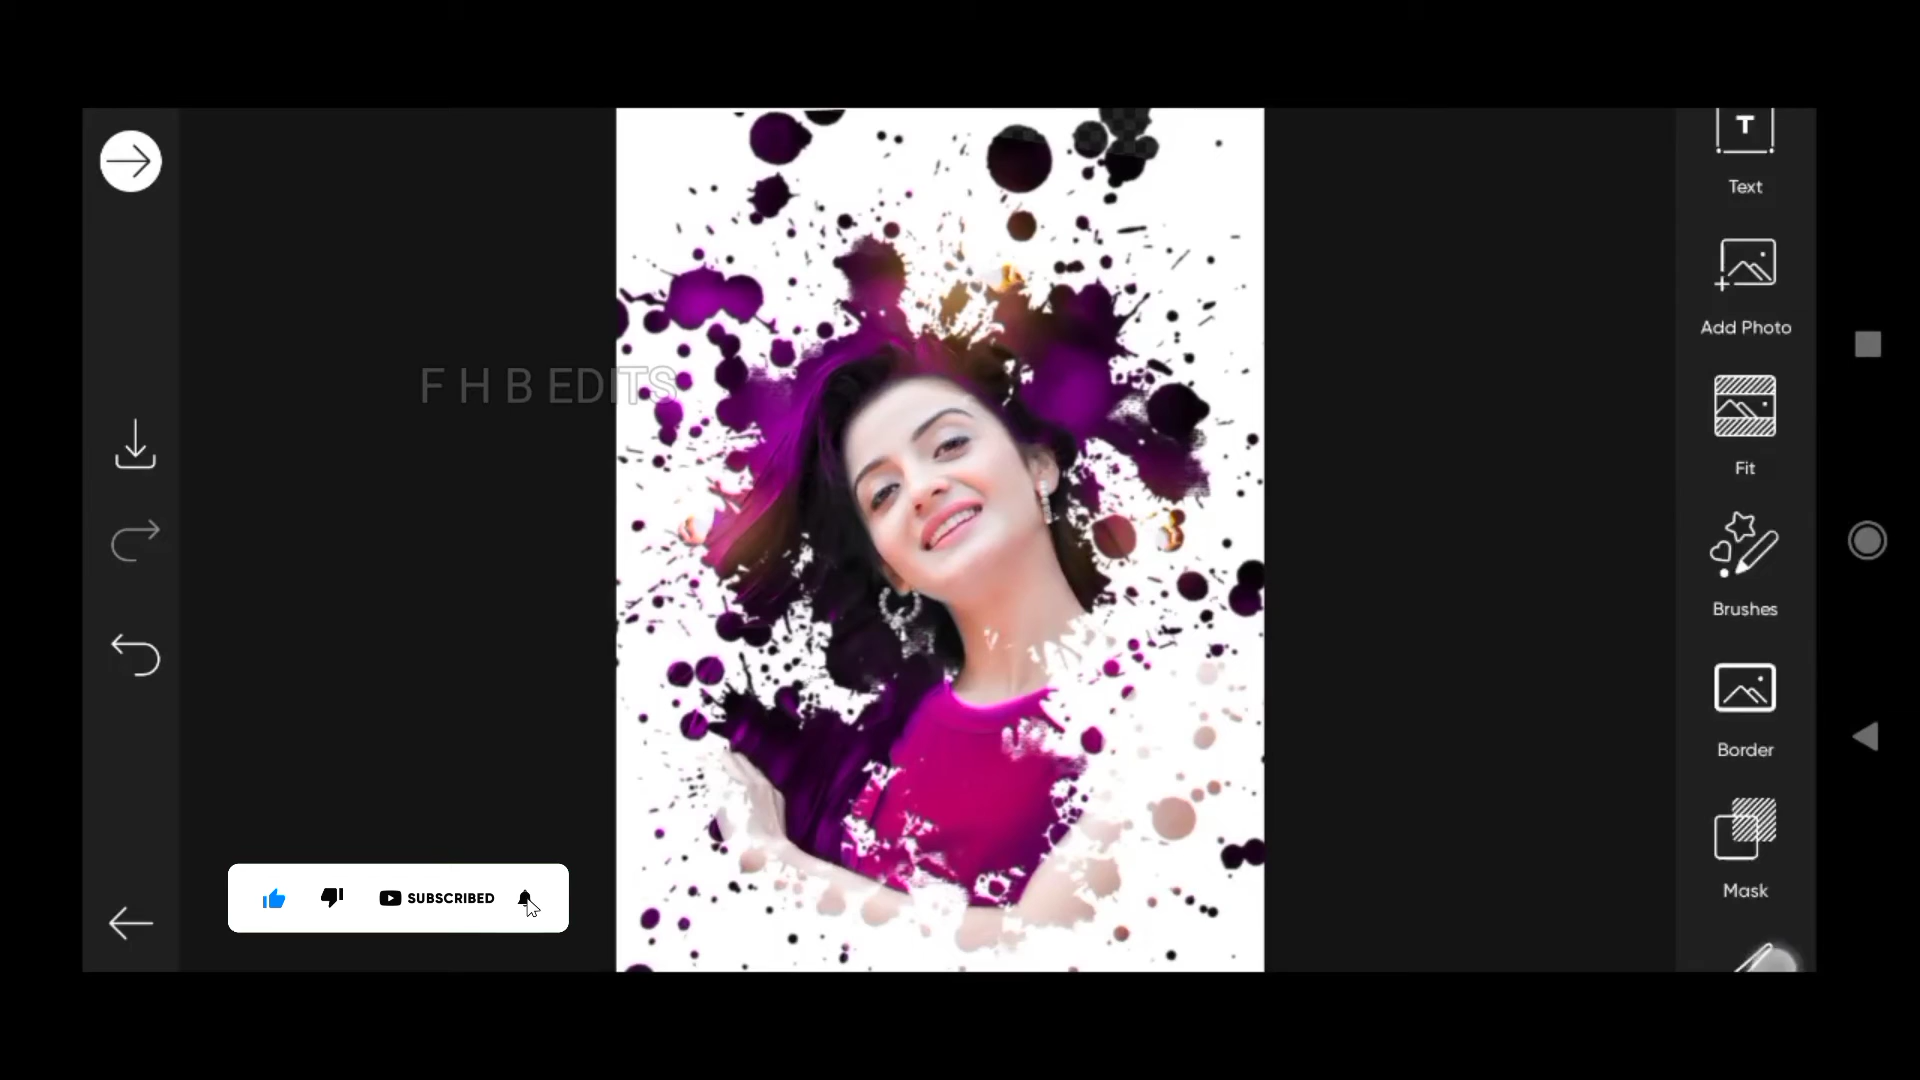 T
Text
Add Photo
F H B EDITS
Fit
Brushes
Border
Mask
SUBSCRIBED